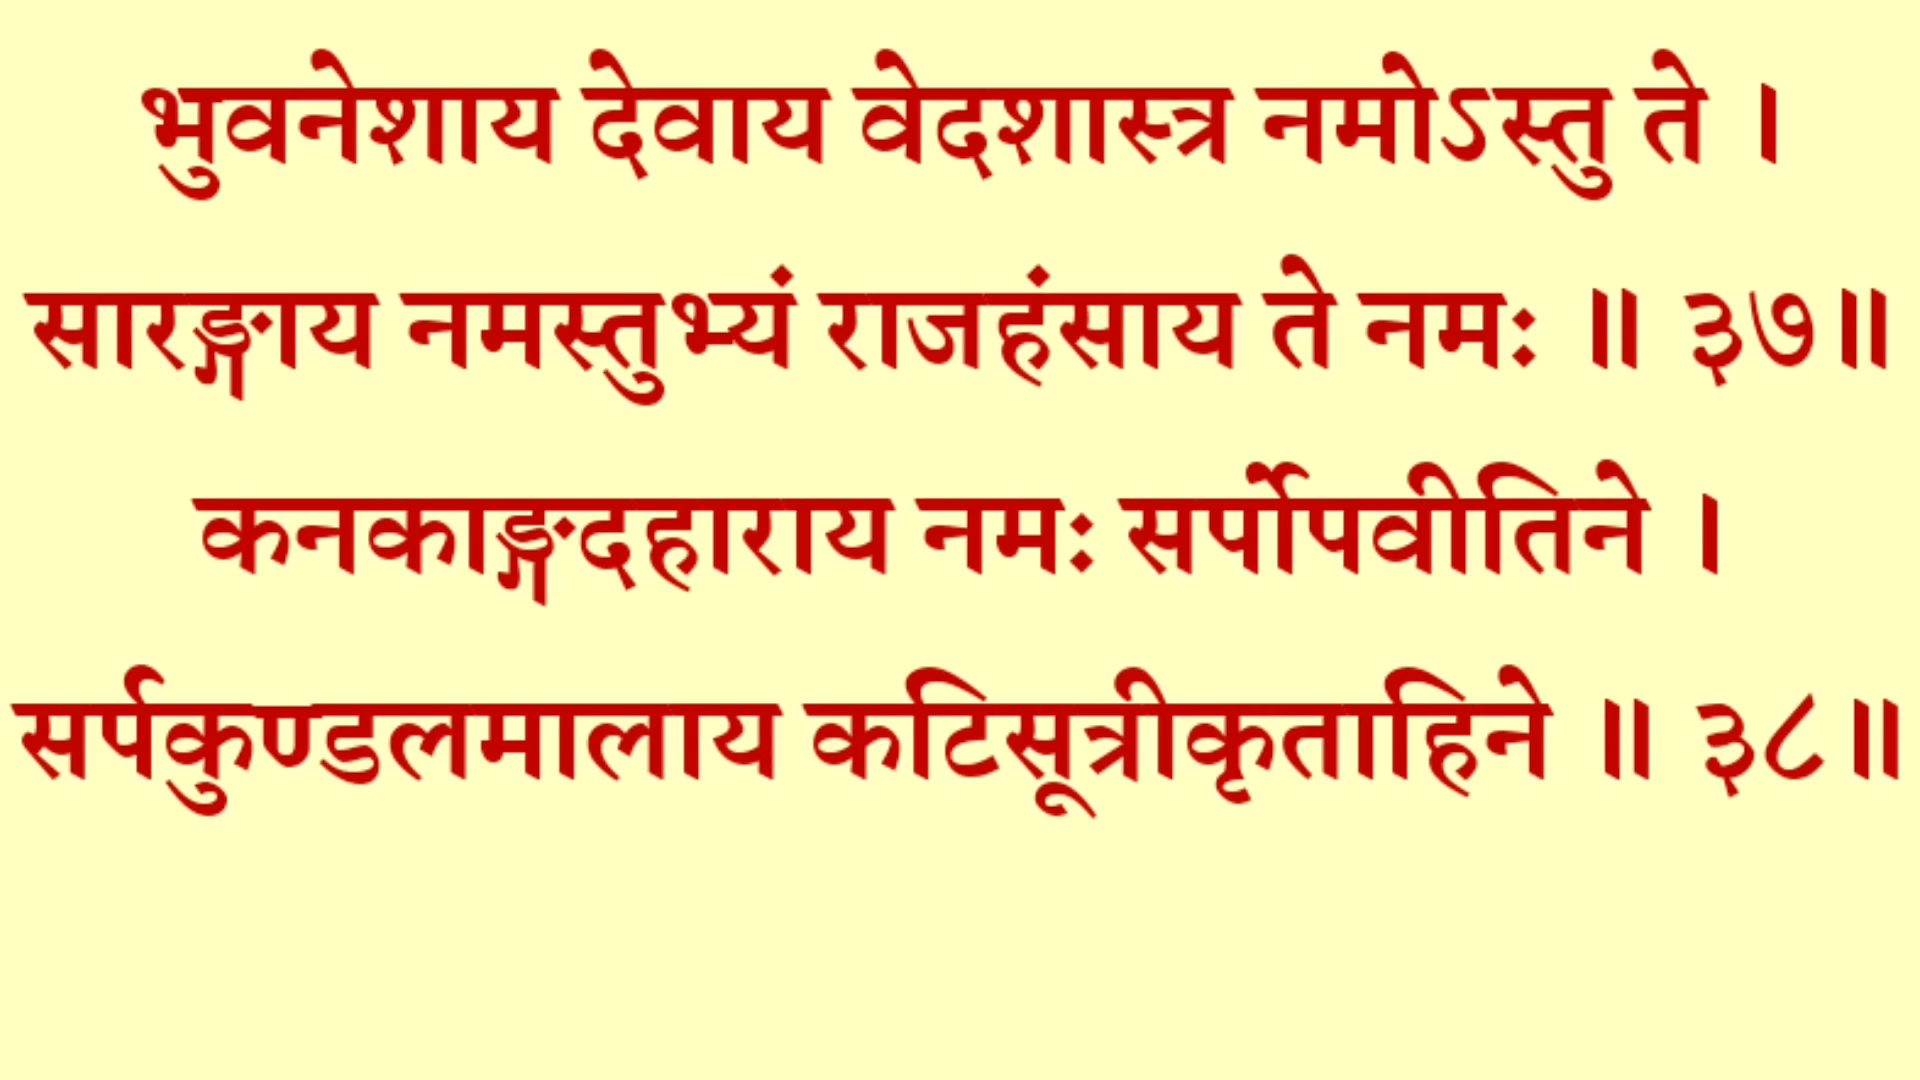 भुवनेशाय देवाय वेदशास्त्र नमोऽस्तु ते ।
सारङ्गाय नमस्तुभ्यं राजहंसाय ते नमः ॥ ३७॥
कनकाङ्गदहाराय नमः सर्पोपवीतिने ।
सर्पकुण्डलमालाय कटिसूत्रीकृताहिने ॥ ३८॥